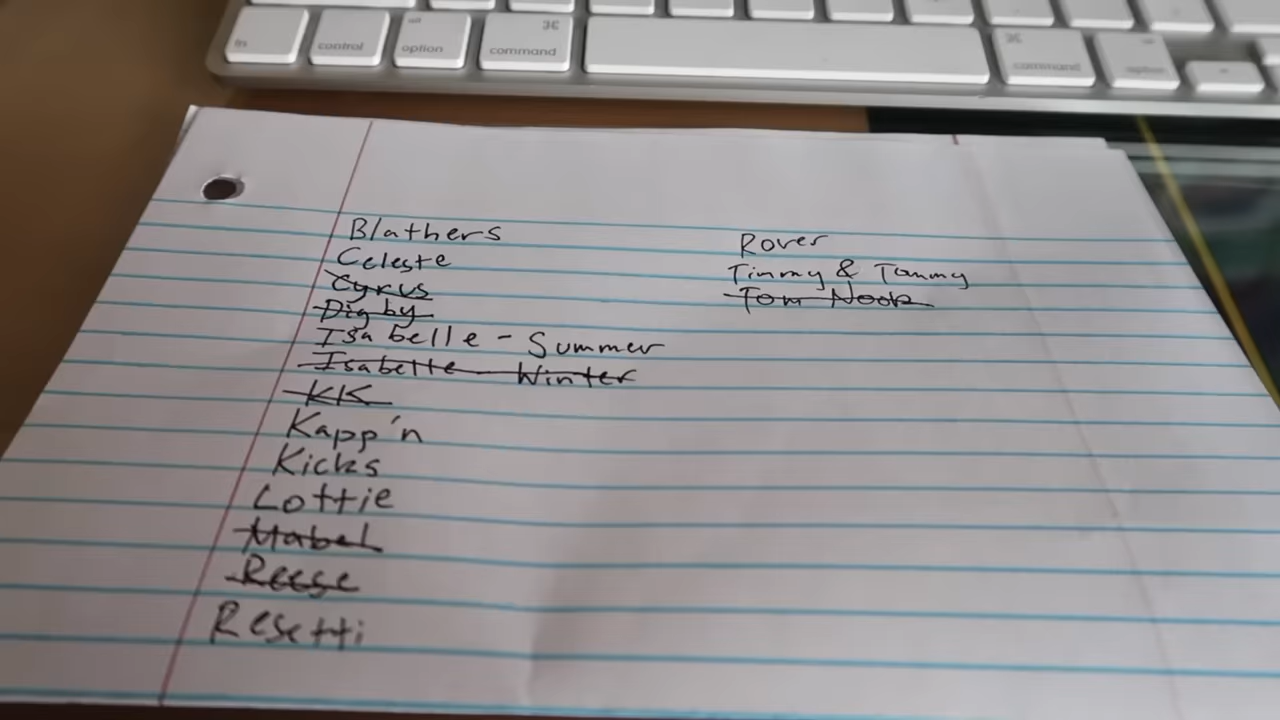 fn
control
alt
option
⌘
command
⌘
command
option
Blathers
Celeste
Cyrus
Digby
Isabelle - Summer
Isabelle - Winter
KK
Kapp'n
Kicks
Lottie
Mabel
Reese
Resetti
Rover
Timmy & Tommy
Tom Nook